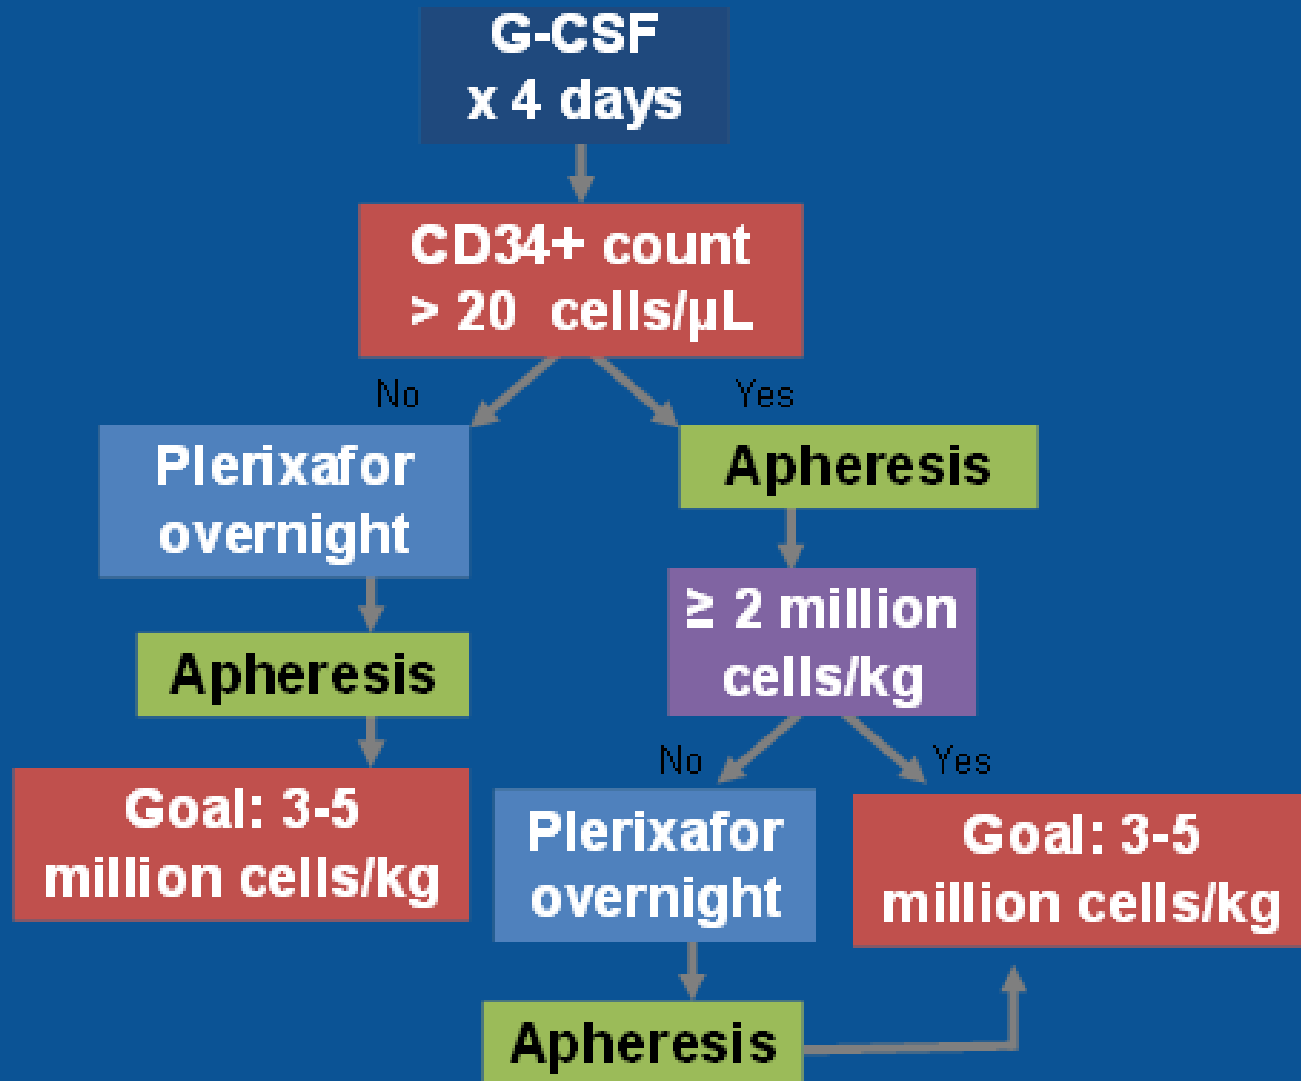 G-CSF
x 4 days
CD34+ count
> 20 cells/µL
No
Yes
Plerixafor
overnight
Apheresis
Apheresis
≥ 2 million
cells/kg
Goal: 3-5
million cells/kg
No
Yes
Plerixafor
overnight
Goal: 3-5
million cells/kg
Apheresis